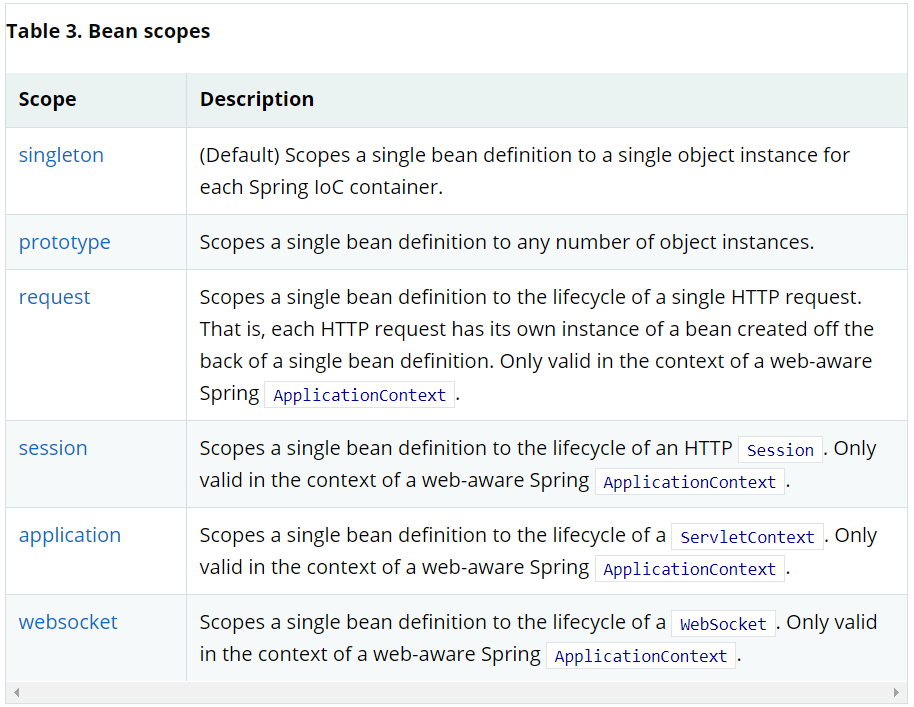 Table 3. Bean scopes
Scope Description
singleton (Default) Scopes a single bean definition to a single object instance for
each Spring IoC container.
prototype Scopes a single bean definition to any number of object instances.
request Scopes a single bean definition to the lifecycle of a single HTTP request.
That is, each HTTP request has its own instance of a bean created off the
back of a single bean definition. Only valid in the context of a web-aware
Spring ApplicationContext.
session Scopes a single bean definition to the lifecycle of an HTTP Session. Only
valid in the context of a web-aware Spring ApplicationContext.
application Scopes a single bean definition to the lifecycle of a ServletContext. Only
valid in the context of a web-aware Spring ApplicationContext.
websocket Scopes a single bean definition to the lifecycle of a WebSocket. Only valid
in the context of a web-aware Spring ApplicationContext.